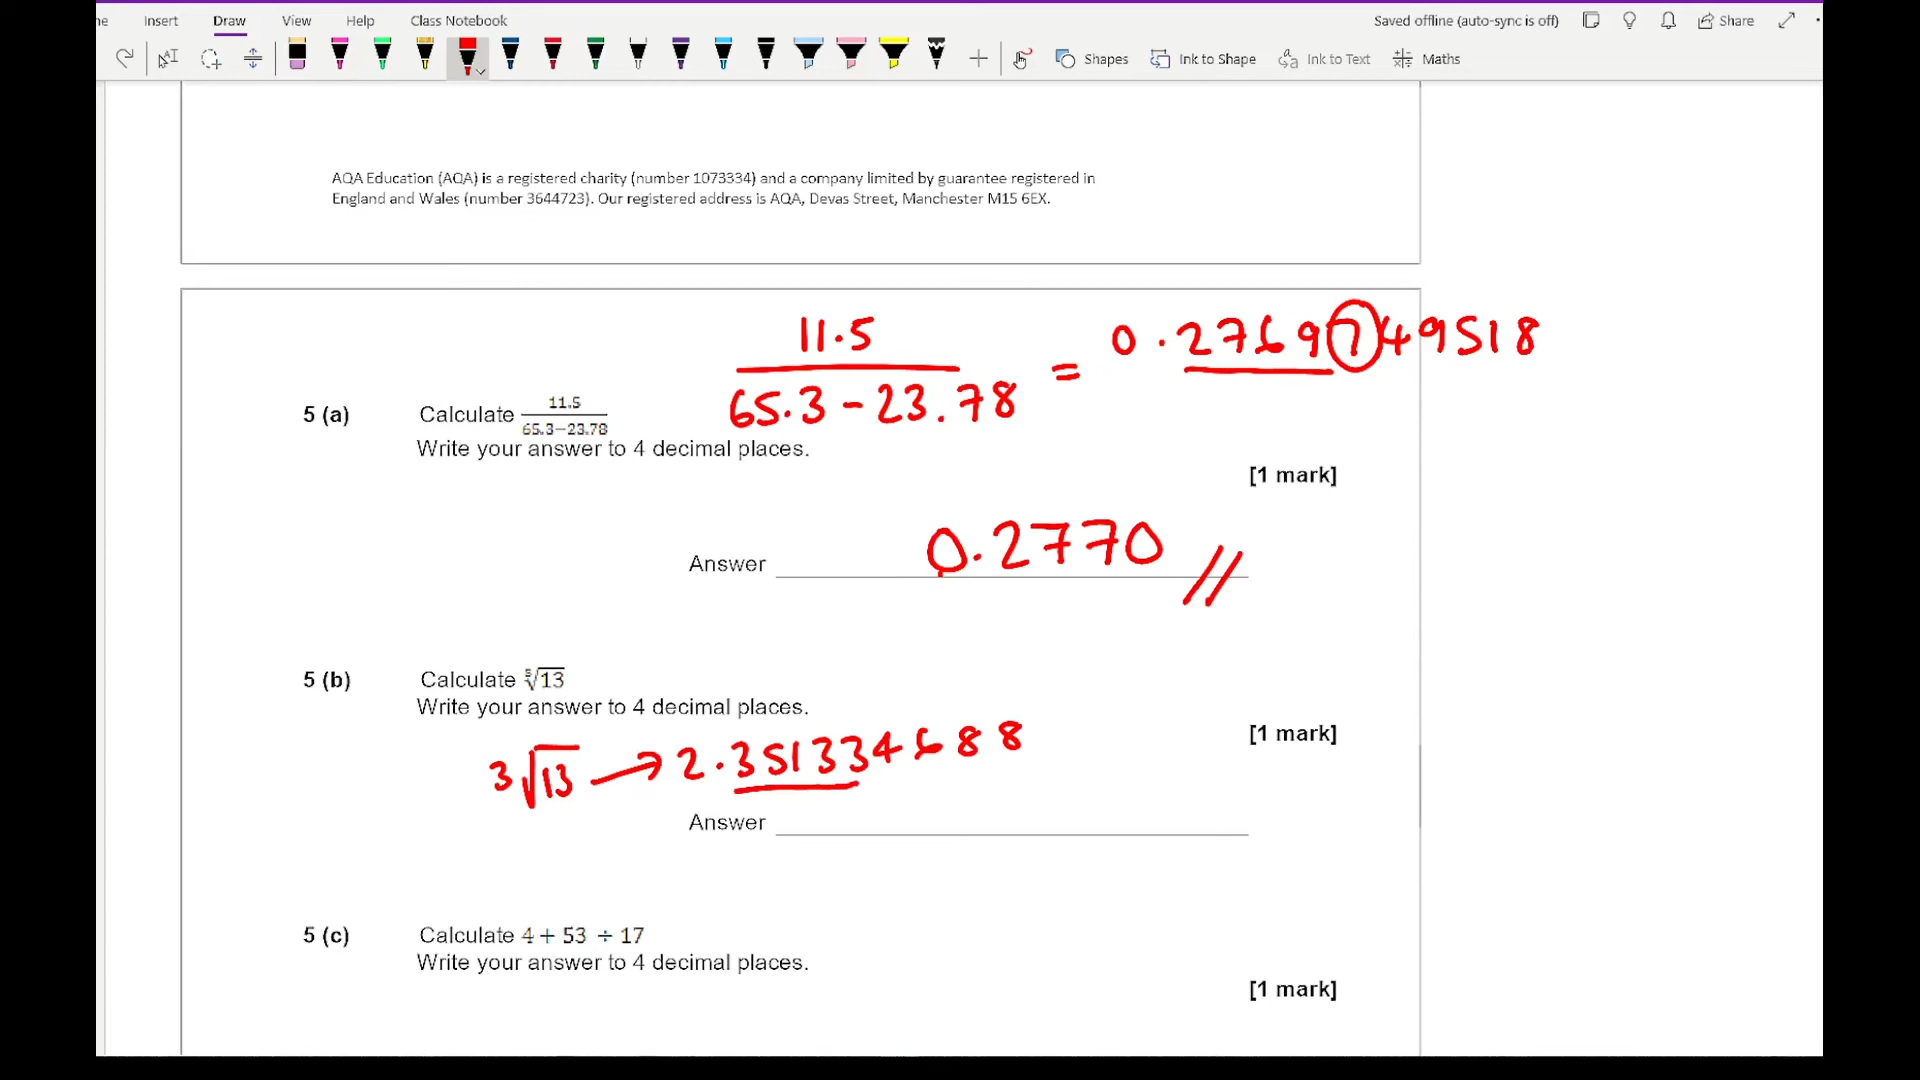 Insert Draw View Help Class Notebook Saved offline (auto-sync is off) Share
Shapes Ink to Shape Ink to Text Maths
AQA Education (AQA) is a registered charity (number 1073334) and a company limited by guarantee registered in
England and Wales (number 3644723). Our registered address is AQA, Devas Street, Manchester M15 6EX.
11.5 / 65.3 - 23.78 = 0.2769749518
5 (a) Calculate 11.5 / 65.3−23.78
Write your answer to 4 decimal places.
[1 mark]
Answer 0.2770 //
5 (b) Calculate ⁵√13
Write your answer to 4 decimal places.
[1 mark]
3√13 → 2.351334688
Answer
5 (c) Calculate 4 + 53 ÷ 17
Write your answer to 4 decimal places.
[1 mark]